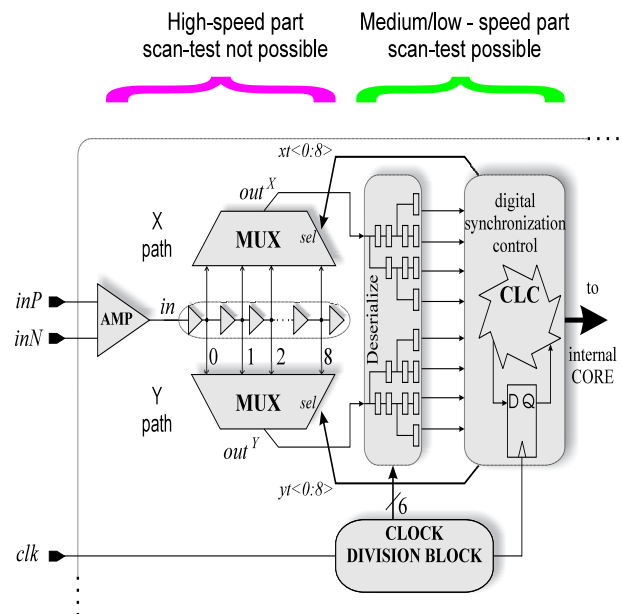 High-speed part
scan-test not possible
Medium/low - speed part
scan-test possible
xt<0:8>
out X
X
path
MUX
sel
digital
synchronization
control
CLC
Deserialize
inP
inN
AMP
in
0
1
2
8
to
internal
CORE
Y
path
MUX
sel
out Y
D Q
yt<0:8>
6
clk
CLOCK
DIVISION BLOCK